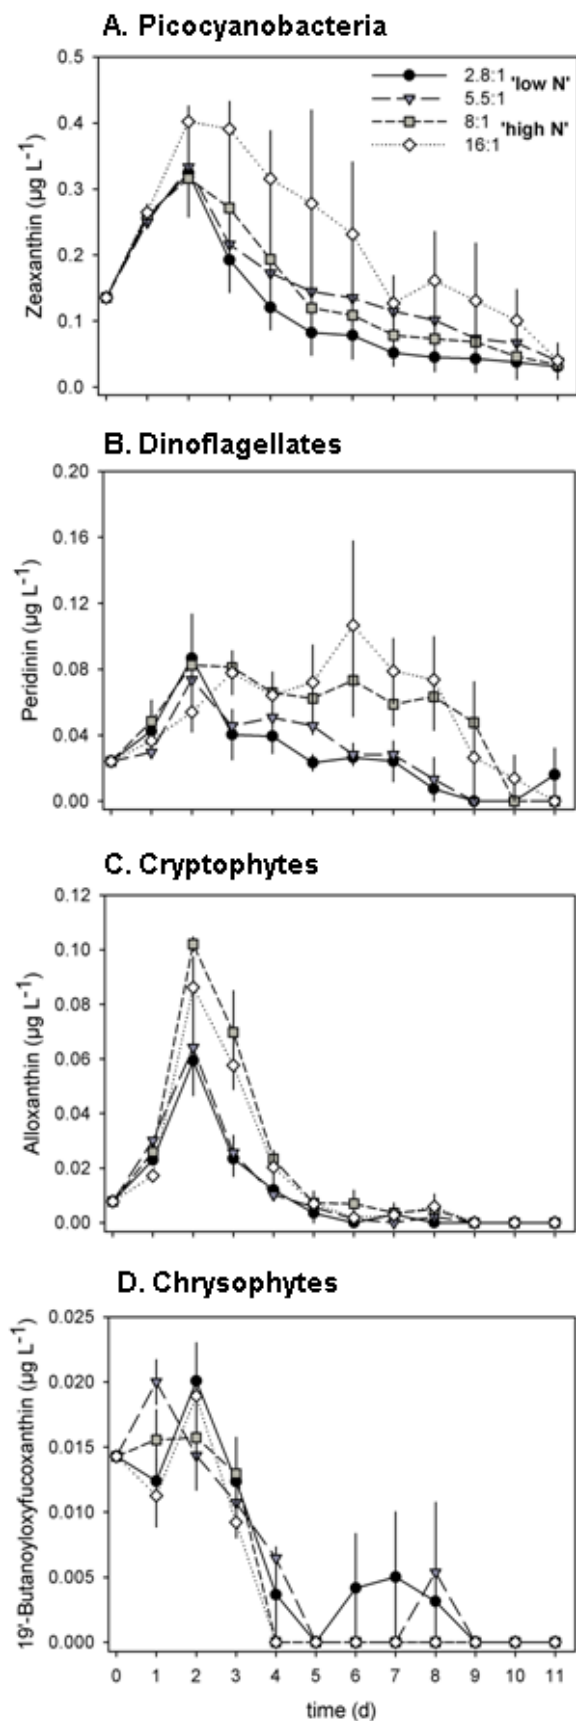 A. Picocyanobacteria
0.5
0.4
0.3
0.2
0.1
0.0
Zeaxanthin (µg L⁻¹)
2.8:1 'low N'
5.5:1
8:1 'high N'
16:1
B. Dinoflagellates
0.20
0.16
0.12
0.08
0.04
0.00
Peridinin (µg L⁻¹)
C. Cryptophytes
0.12
0.10
0.08
0.06
0.04
0.02
0.00
Alloxanthin (µg L⁻¹)
D. Chrysophytes
0.025
0.020
0.015
0.010
0.005
0.000
19'-Butanoyloxyfucoxanthin (µg L⁻¹)
0 1 2 3 4 5 6 7 8 9 10 11
time (d)